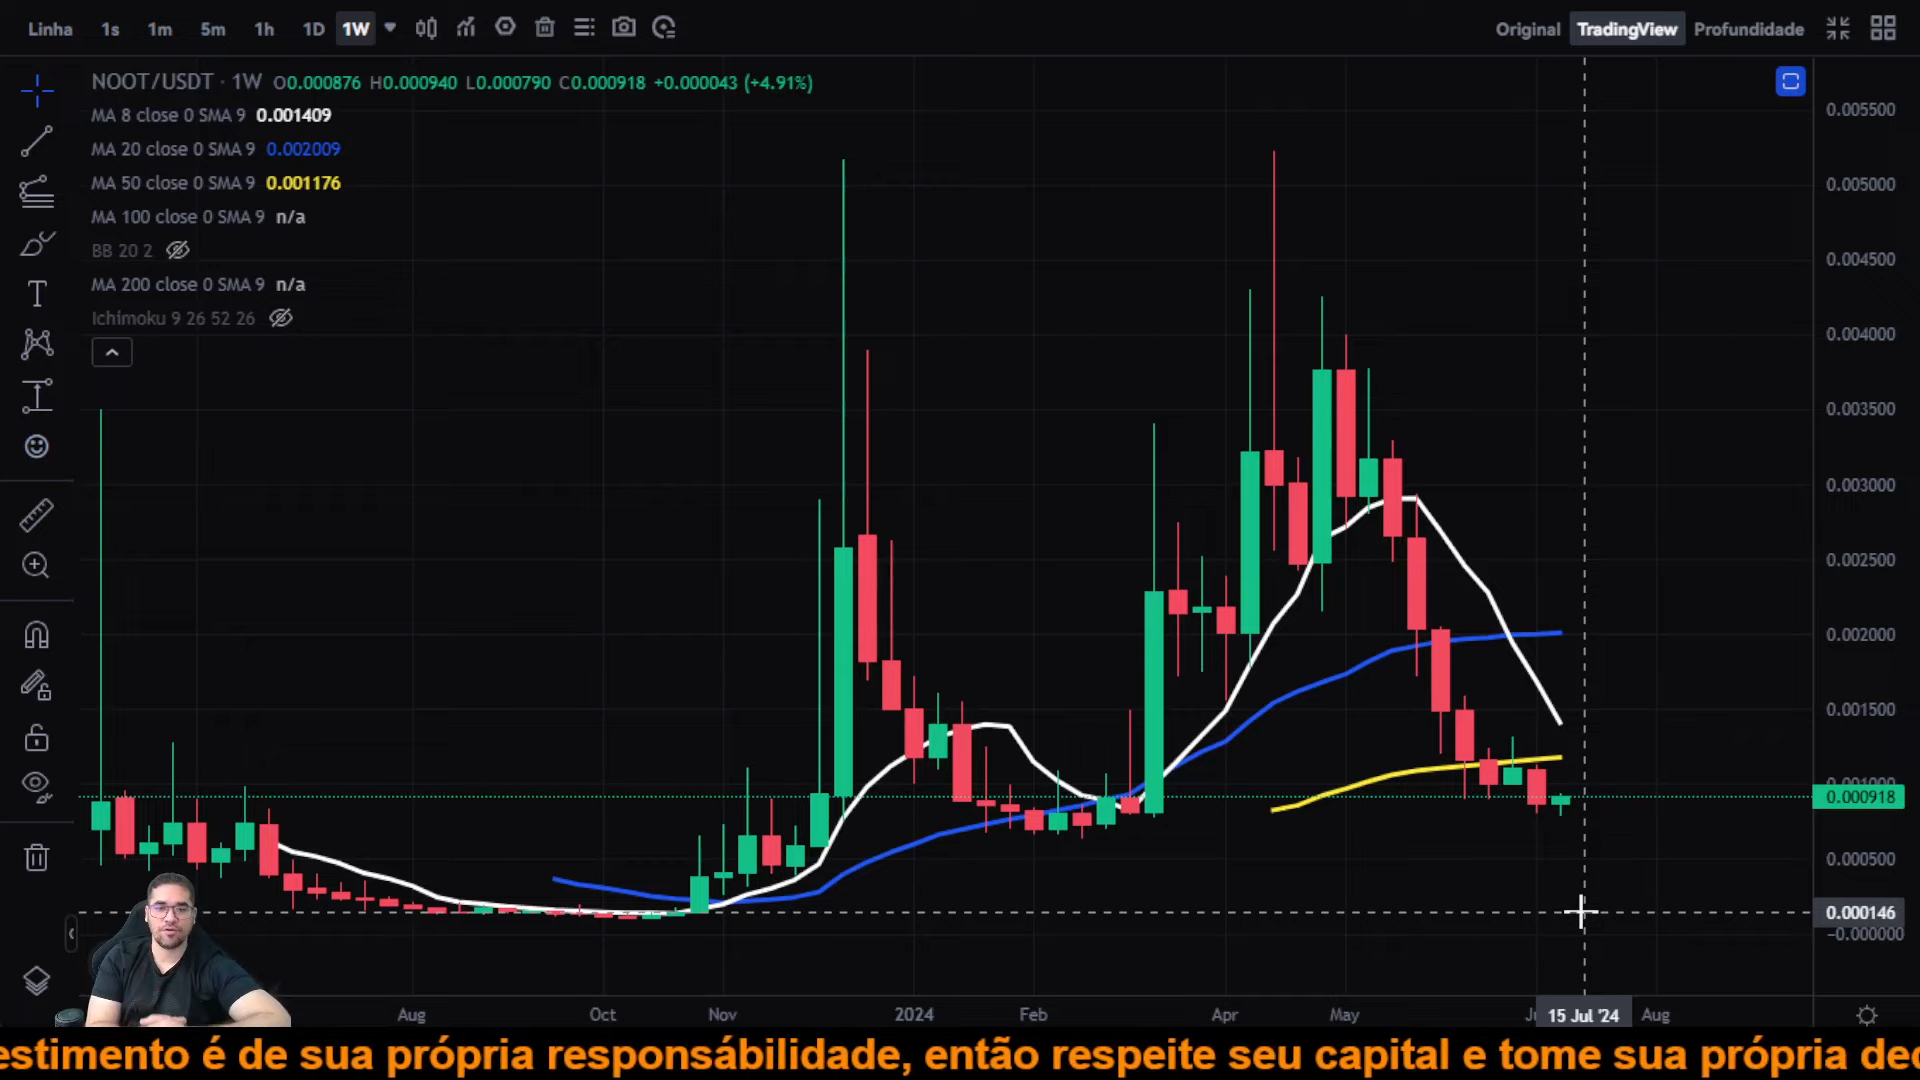 Linha 1s 1m 5m 1h 1D 1W Original TradingView Profundidade
NOOT/USDT · 1W O0.000876 H0.000940 L0.000790 C0.000918 +0.000043 (+4.91%)
MA 8 close 0 SMA 9 0.001409
MA 20 close 0 SMA 9 0.002009
MA 50 close 0 SMA 9 0.001176
MA 100 close 0 SMA 9 n/a
BB 20 2
MA 200 close 0 SMA 9 n/a
Ichimoku 9 26 52 26
0.005500
0.005000
0.004500
0.004000
0.003500
0.003000
0.002500
0.002000
0.001500
0.001000
0.000918
0.000500
0.000146
−0.000000
Aug Oct Nov 2024 Feb Apr May 15 Jul '24 Aug
estimento é de sua própria responsábilidade, então respeite seu capital e tome sua própria dec